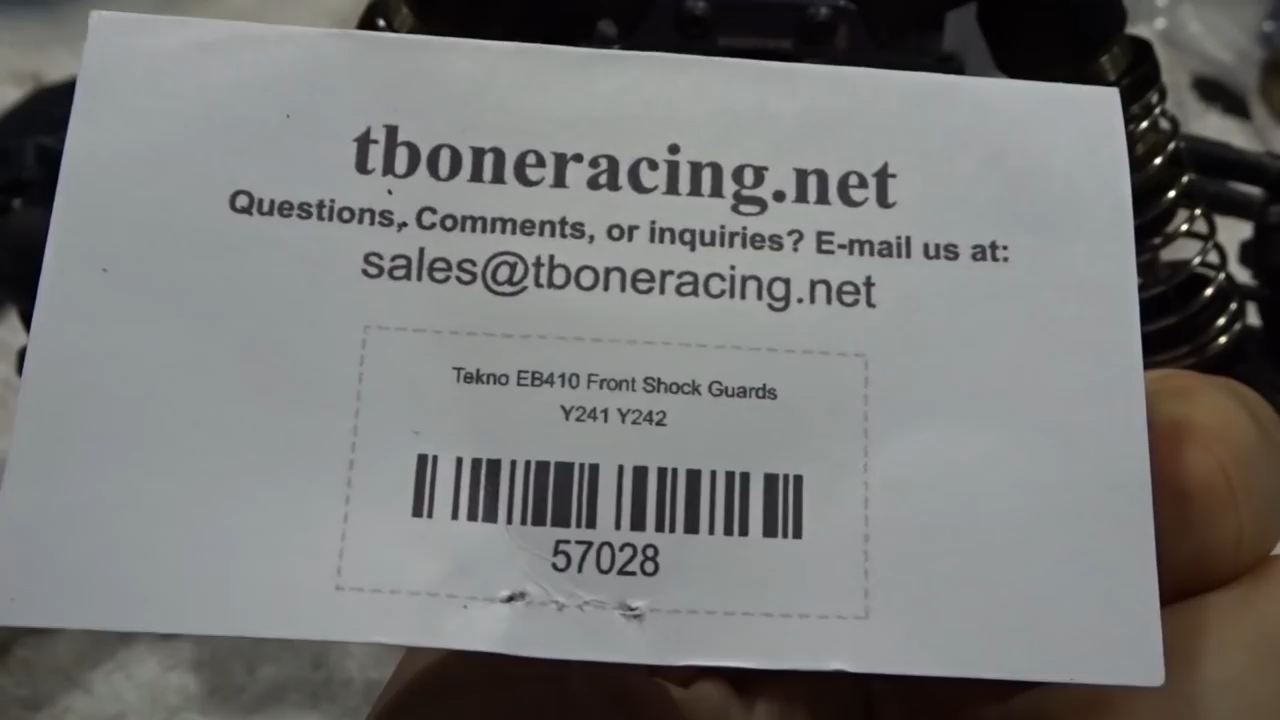 tboneracing.net
Questions, Comments, or inquiries? E-mail us at:
sales@tboneracing.net
Tekno EB410 Front Shock Guards
Y241 Y242
57028